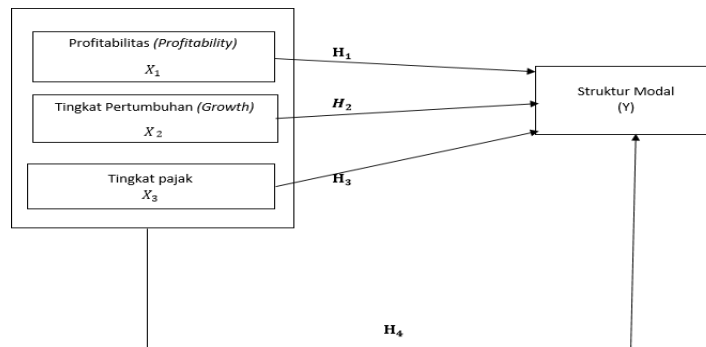 Profitabilitas (Profitability)
X₁
Tingkat Pertumbuhan (Growth)
X₂
Tingkat pajak
X₃
H₁
H₂
H₃
Struktur Modal
(Y)
H₄